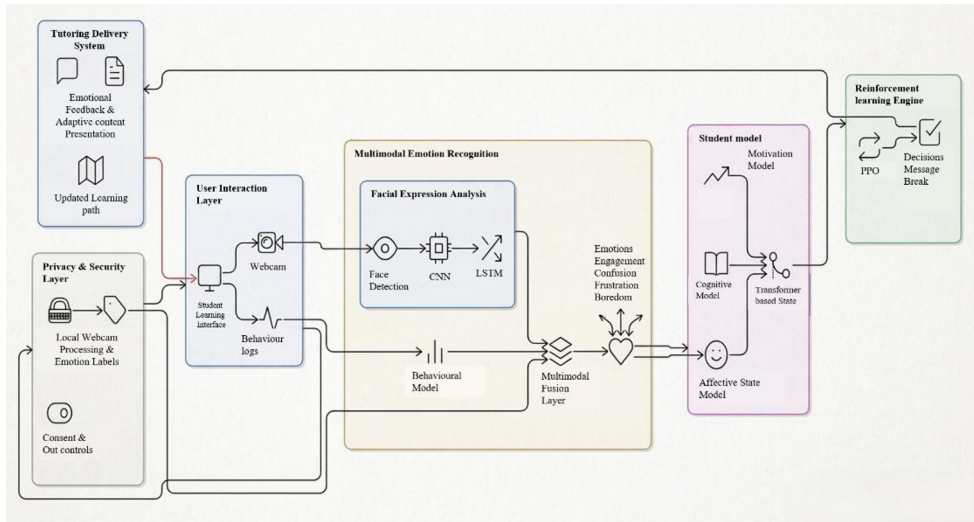 Tutoring Delivery
System
Emotional
Feedback &
Adaptive content
Presentation
Updated Learning
path
Privacy & Security
Layer
Local Webcam
Processing &
Emotion Labels
Consent &
Out controls
User Interaction
Layer
Webcam
Student
Learning
Interface
Behaviour
logs
Multimodal Emotion Recognition
Facial Expression Analysis
Face
Detection
CNN
LSTM
Behavioural
Model
Multimodal
Fusion
Layer
Emotions
Engagement
Confusion
Frustration
Boredom
Student model
Motivation
Model
Cognitive
Model
Transformer
based State
Affective State
Model
Reinforcement
learning Engine
PPO
Decisions
Message
Break